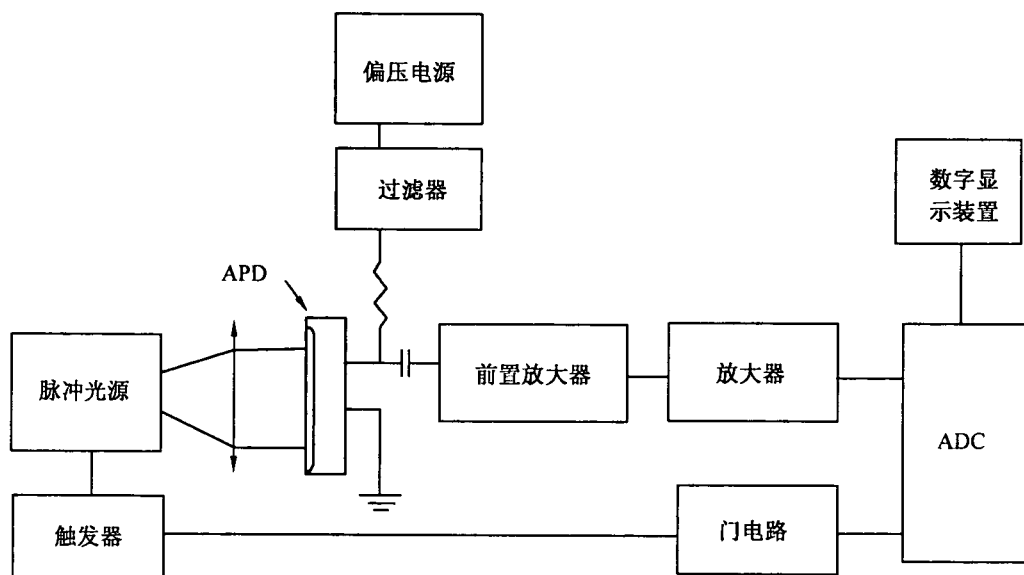 偏压电源
过滤器
数字显
示装置
APD
脉冲光源
前置放大器
放大器
ADC
触发器
门电路